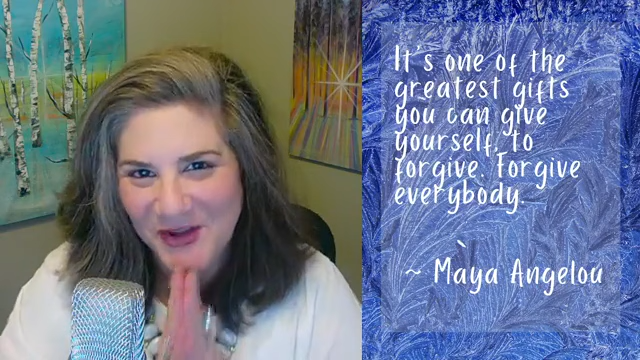 It's one of the
greatest gifts
you can give
yourself, to
forgive. Forgive
everybody.
~ Maya Angelou